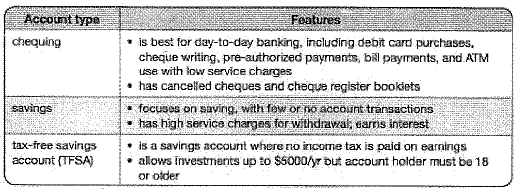 Account type Features
chequing
• is best for day-to-day banking, including debit card purchases,
cheque writing, pre-authorized payments, bill payments, and ATM
use with low service charges
• has cancelled cheques and cheque register booklets
savings
• focuses on saving, with few or no account transactions
• has high service charges for withdrawal; earns interest
tax-free savings
account (TFSA)
• is a savings account where no income tax is paid on earnings
• allows investments up to $5000/yr but account holder must be 18
or older